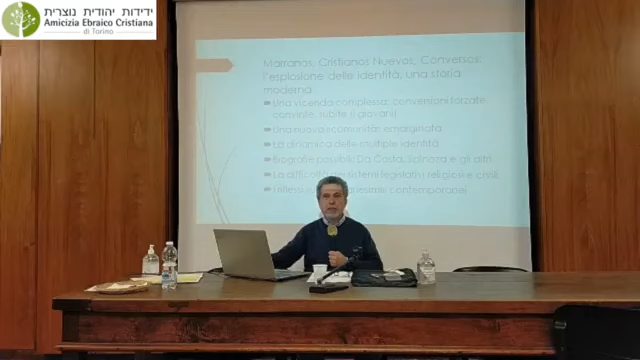 ידידות יהודית נוצרית
Amicizia Ebraico Cristiana
di Torino
Marranos, Cristianos Nuevos, Conversos:
l'esplosione delle identità, una storia
moderna
Una vicenda complessa: conversioni forzate
convinte, subite si giovani
Una nuova comunità emarginata
La dinamica delle multiple identità
Biografie possibili: Da Costa, Spinoza e gli altri
La difficoltà dei sistemi legislativi religiosi e civili
contemporanei